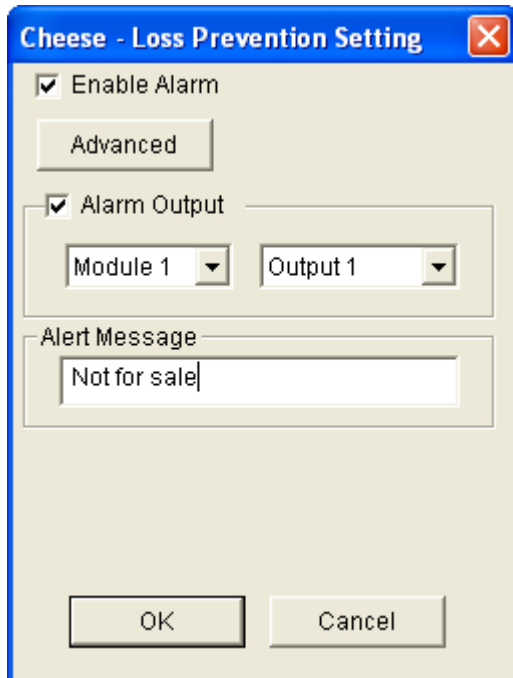 Cheese - Loss Prevention Setting
Enable Alarm
Advanced
Alarm Output
Module 1 Output 1
Alert Message
Not for sale
OK Cancel